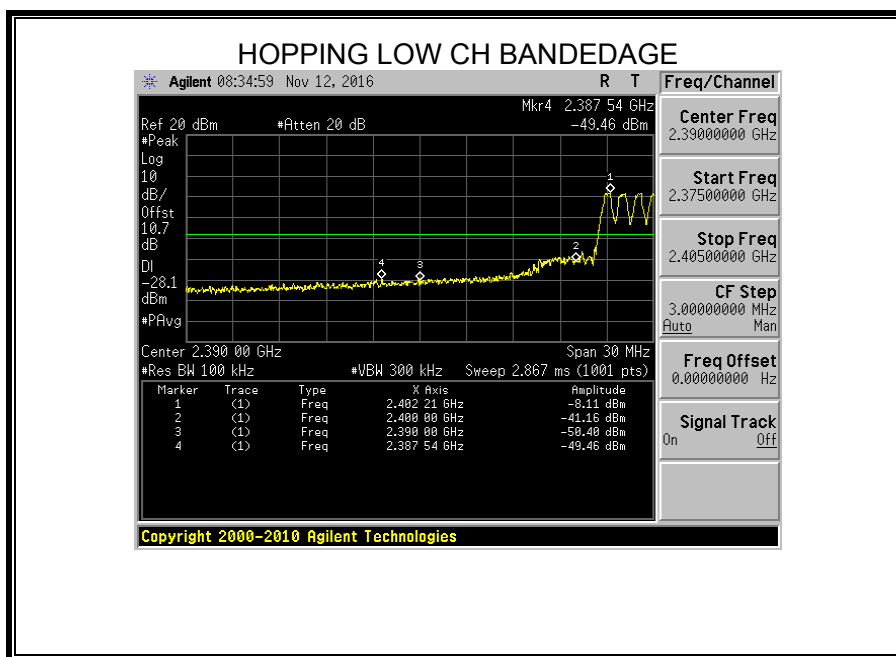 HOPPING LOW CH BANDEDAGE
Agilent 08:34:59 Nov 12, 2016 R T
Mkr4 2.387 54 GHz
Ref 20 dBm #Atten 20 dB -49.46 dBm
#Peak
Log
10
dB/
Offst
10.7
dB
DI
-28.1
dBm
#PAvg
1
2
3
4
Center 2.390 00 GHz Span 30 MHz
#Res BW 100 kHz #VBW 300 kHz Sweep 2.867 ms (1001 pts)
Marker Trace Type X Axis Amplitude
1 (1) Freq 2.402 21 GHz -8.11 dBm
2 (1) Freq 2.400 00 GHz -41.16 dBm
3 (1) Freq 2.390 00 GHz -50.40 dBm
4 (1) Freq 2.387 54 GHz -49.46 dBm
Copyright 2000-2010 Agilent Technologies
Freq/Channel
Center Freq
2.39000000 GHz
Start Freq
2.37500000 GHz
Stop Freq
2.40500000 GHz
CF Step
3.00000000 MHz
Auto Man
Freq Offset
0.00000000 Hz
Signal Track
On Off